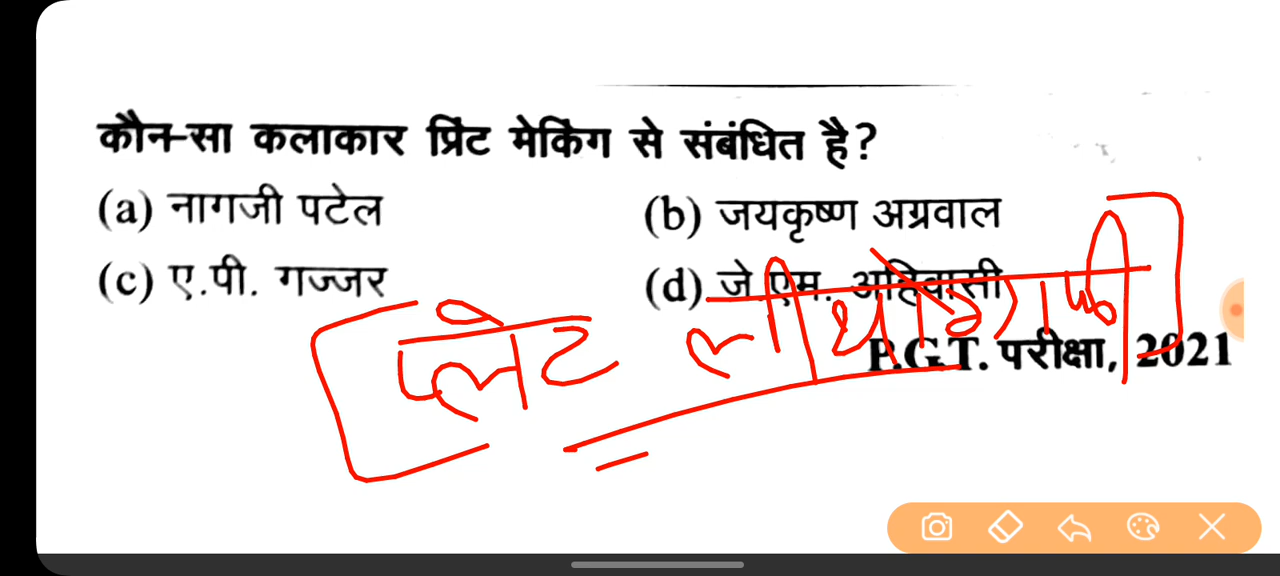 कौन-सा कलाकार प्रिंट मेकिंग से संबंधित है?
(a) नागजी पटेल (b) जयकृष्ण अग्रवाल
(c) ए.पी. गज्जर (d) जे एम. अहिवासी
प्लेट लीथोग्राफी
P.G.T. परीक्षा, 2021